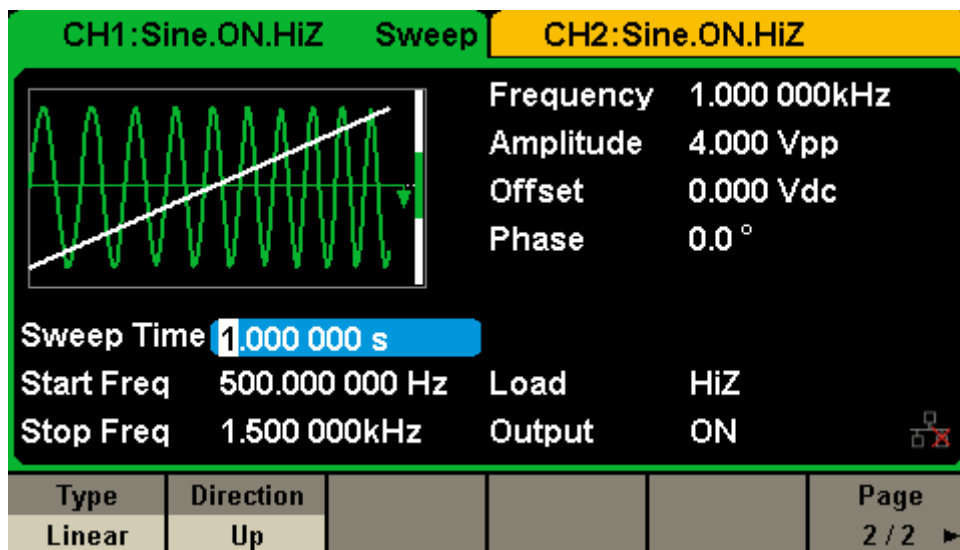 CH1:Sine.ON.HiZ Sweep CH2:Sine.ON.HiZ
Frequency 1.000 000kHz
Amplitude 4.000 Vpp
Offset 0.000 Vdc
Phase 0.0 °
Sweep Time 1.000 000 s
Start Freq 500.000 000 Hz Load HiZ
Stop Freq 1.500 000kHz Output ON
Type Direction Page
Linear Up 2 / 2 ►